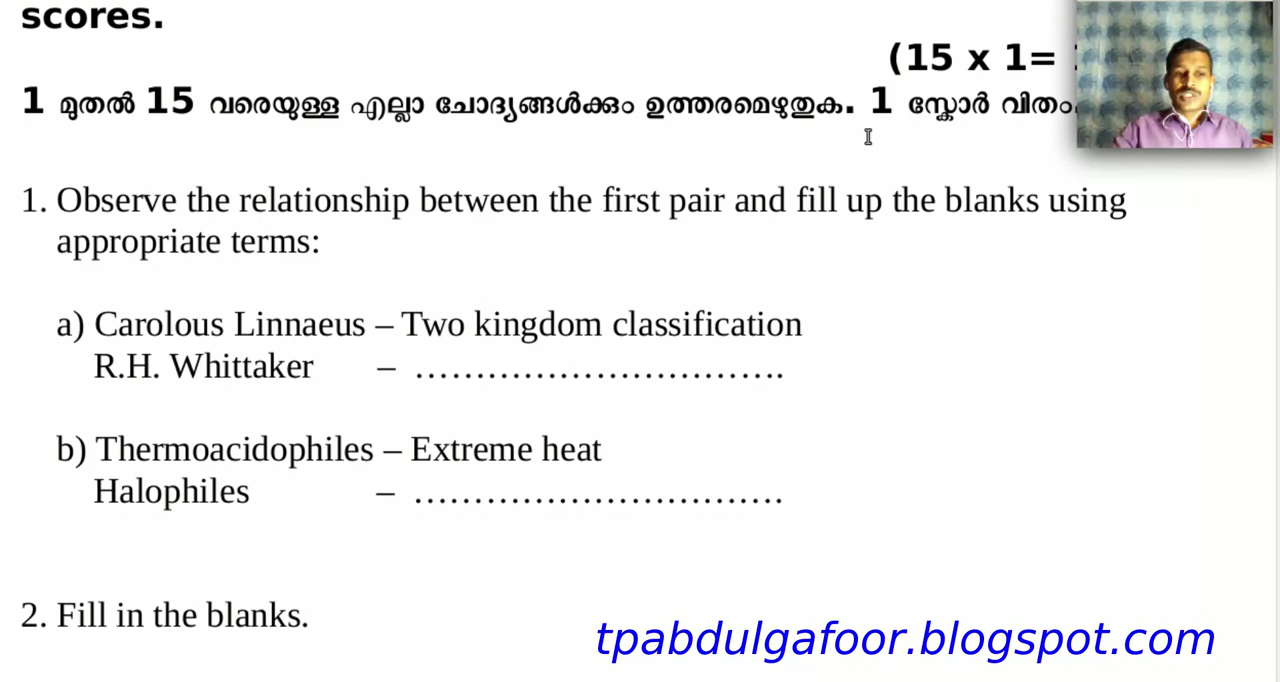 scores.
(15 x 1=
1 മുതൽ 15 വരെയുള്ള എല്ലാ ചോദ്യങ്ങൾക്കും ഉത്തരമെഴുതുക. 1 സ്കോർ വിതം.
1. Observe the relationship between the first pair and fill up the blanks using
appropriate terms:
a) Carolous Linnaeus – Two kingdom classification
R.H. Whittaker – …………………………….
b) Thermoacidophiles – Extreme heat
Halophiles – …………………………….
2. Fill in the blanks.
tpabdulgafoor.blogspot.com